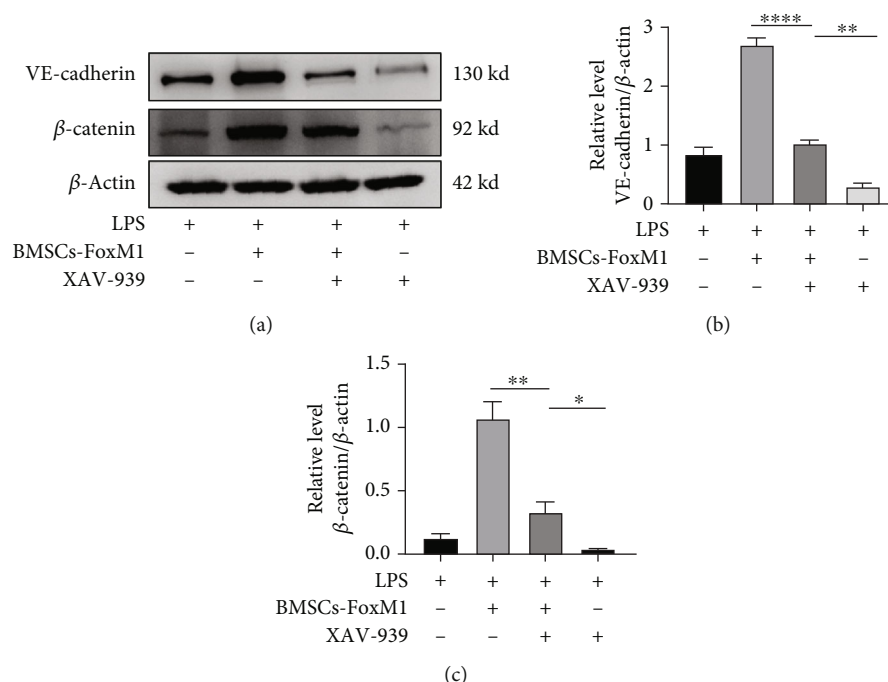 VE-cadherin 130 kd
β-catenin 92 kd
β-Actin 42 kd
LPS + + + +
BMSCs-FoxM1 – + + –
XAV-939 – – + +
(a)
Relative level
VE-cadherin/β-actin
3
2
1
0
**** **
LPS + + + +
BMSCs-FoxM1 – + + –
XAV-939 – – + +
(b)
Relative level
β-catenin/β-actin
1.5
1.0
0.5
0.0
** *
LPS + + + +
BMSCs-FoxM1 – + + –
XAV-939 – – + +
(c)